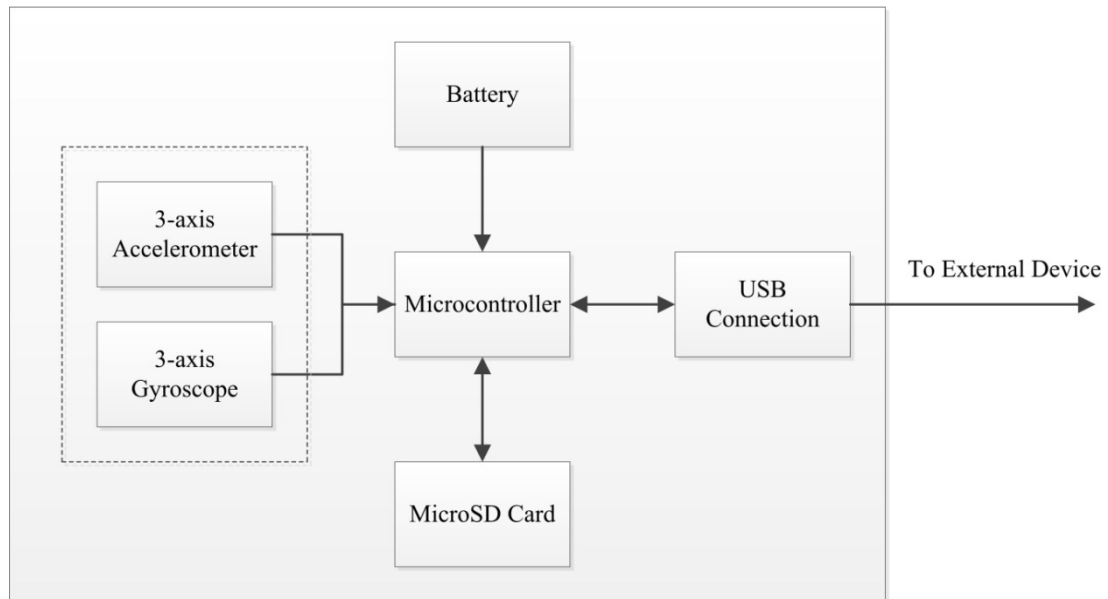 Battery
3-axis
Accelerometer
3-axis
Gyroscope
Microcontroller
USB
Connection
To External Device
MicroSD Card